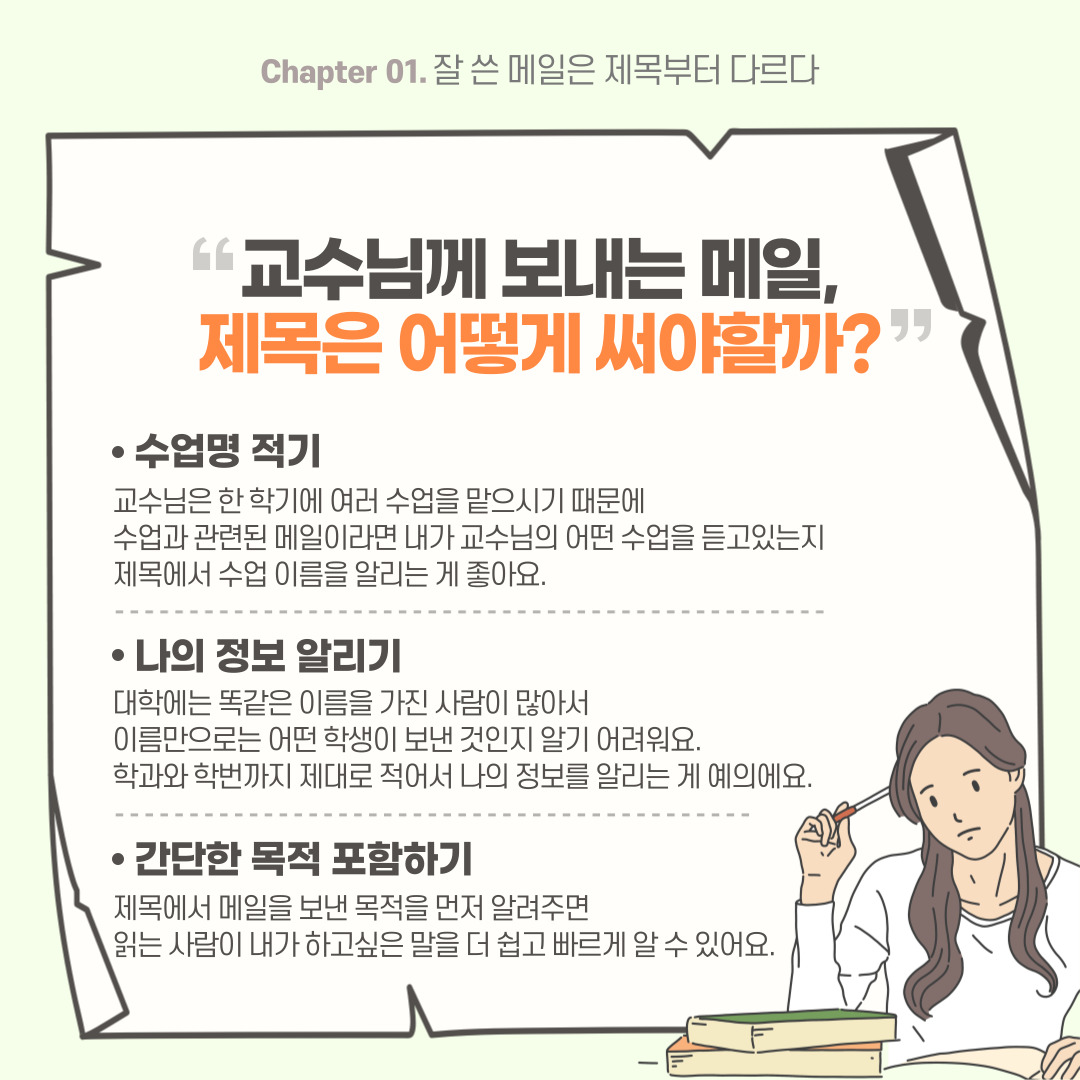 Chapter 01. 잘 쓴 메일은 제목부터 다르다
“교수님께 보내는 메일,
제목은 어떻게 써야할까?”
• 수업명 적기
교수님은 한 학기에 여러 수업을 맡으시기 때문에
수업과 관련된 메일이라면 내가 교수님의 어떤 수업을 듣고있는지
제목에서 수업 이름을 알리는 게 좋아요.
• 나의 정보 알리기
대학에는 똑같은 이름을 가진 사람이 많아서
이름만으로는 어떤 학생이 보낸 것인지 알기 어려워요.
학과와 학번까지 제대로 적어서 나의 정보를 알리는 게 예의에요.
• 간단한 목적 포함하기
제목에서 메일을 보낸 목적을 먼저 알려주면
읽는 사람이 내가 하고싶은 말을 더 쉽고 빠르게 알 수 있어요.